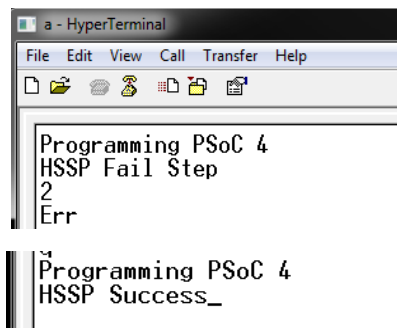 a - HyperTerminal
File Edit View Call Transfer Help
Programming PSoC 4
HSSP Fail Step
2
Err
Programming PSoC 4
HSSP Success_